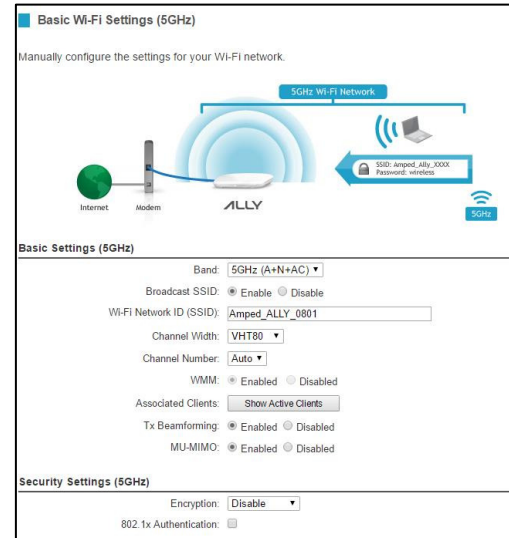 Basic Wi-Fi Settings (5GHz)
Manually configure the settings for your Wi-Fi network.
5GHz Wi-Fi Network
SSID: Amped_Ally_XXXX
Password: wireless
5GHz
Internet
Modem
ALLY
Basic Settings (5GHz)
Band: 5GHz (A+N+AC)
Broadcast SSID: Enable Disable
Wi-Fi Network ID (SSID): Amped_ALLY_0801
Channel Width: VHT80
Channel Number: Auto
WMM: Enabled Disabled
Associated Clients: Show Active Clients
Tx Beamforming: Enabled Disabled
MU-MIMO: Enabled Disabled
Security Settings (5GHz)
Encryption: Disable
802.1x Authentication: